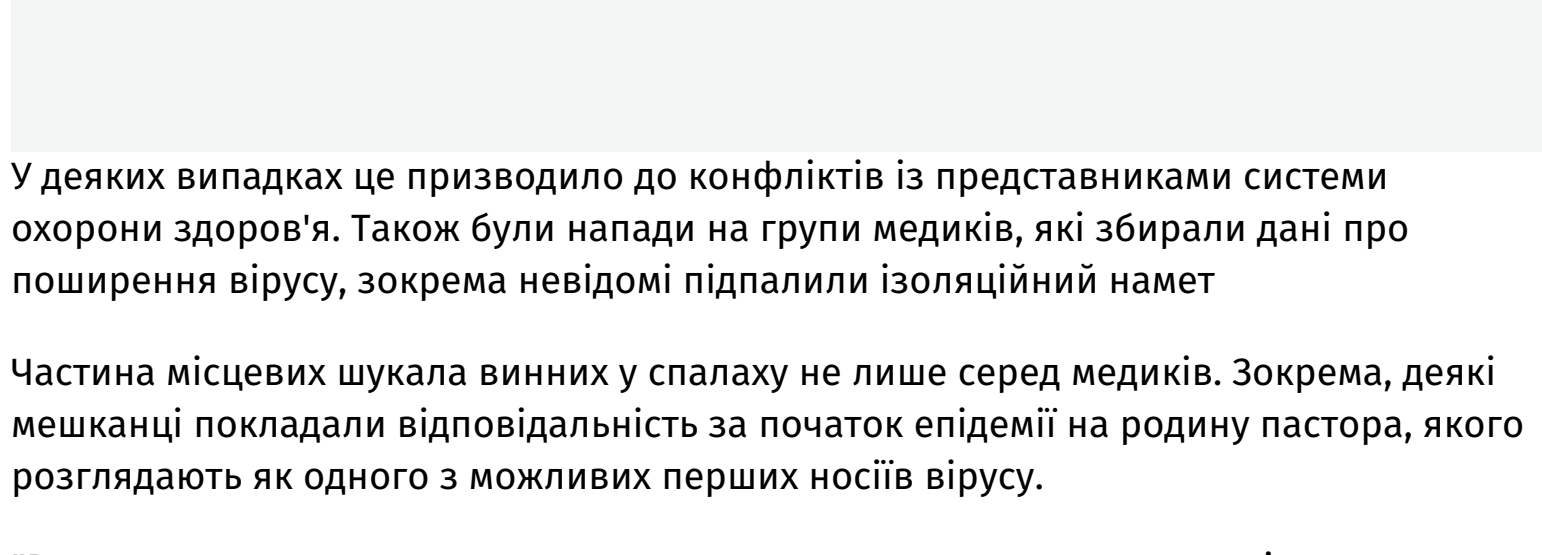 У деяких випадках це призводило до конфліктів із представниками системи
охорони здоров'я. Також були напади на групи медиків, які збирали дані про
поширення вірусу, зокрема невідомі підпалили ізоляційний намет
Частина місцевих шукала винних у спалаху не лише серед медиків. Зокрема, деякі
мешканці покладали відповідальність за початок епідемії на родину пастора, якого
розглядають як одного з можливих перших носіїв вірусу.